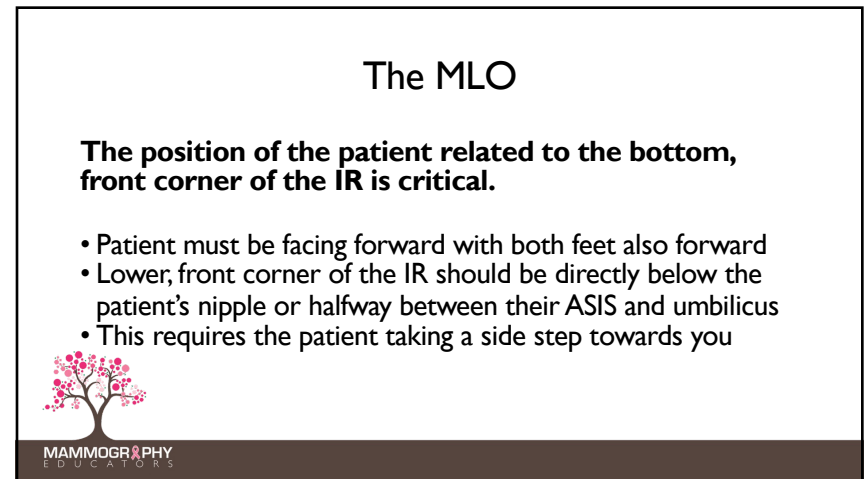 The MLO
The position of the patient related to the bottom,
front corner of the IR is critical.
• Patient must be facing forward with both feet also forward
• Lower, front corner of the IR should be directly below the
patient's nipple or halfway between their ASIS and umbilicus
• This requires the patient taking a side step towards you
MAMMOGRAPHY
EDUCATORS